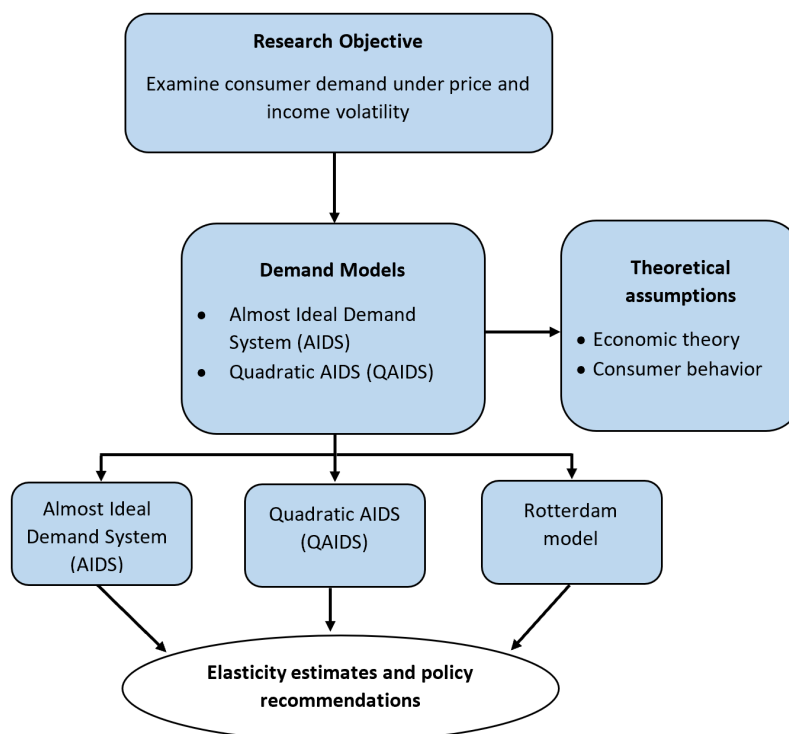 Research Objective
Examine consumer demand under price and
income volatility
Demand Models
• Almost Ideal Demand
System (AIDS)
• Quadratic AIDS (QAIDS)
Theoretical
assumptions
• Economic theory
• Consumer behavior
Almost Ideal
Demand System
(AIDS)
Quadratic AIDS
(QAIDS)
Rotterdam
model
Elasticity estimates and policy
recommendations